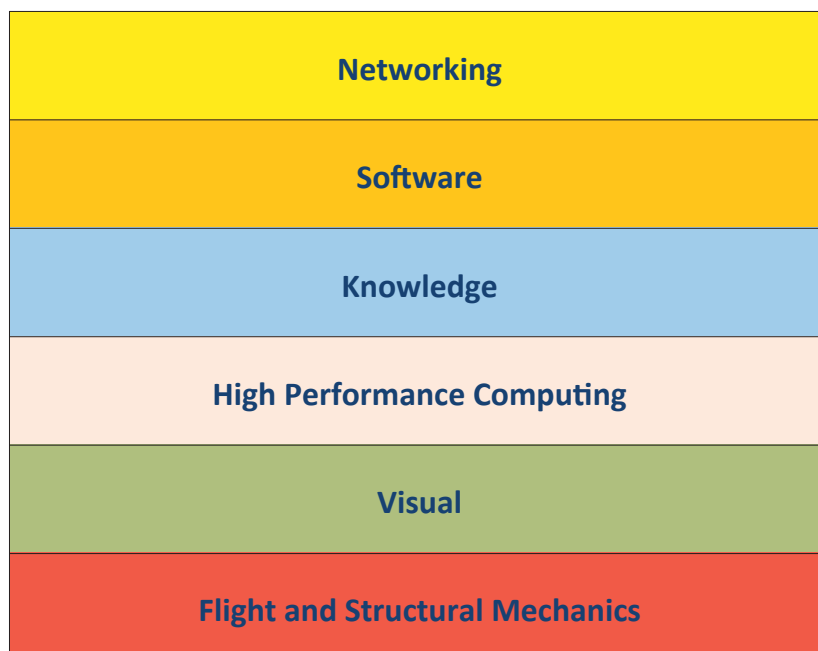 Networking
Software
Knowledge
High Performance Computing
Visual
Flight and Structural Mechanics